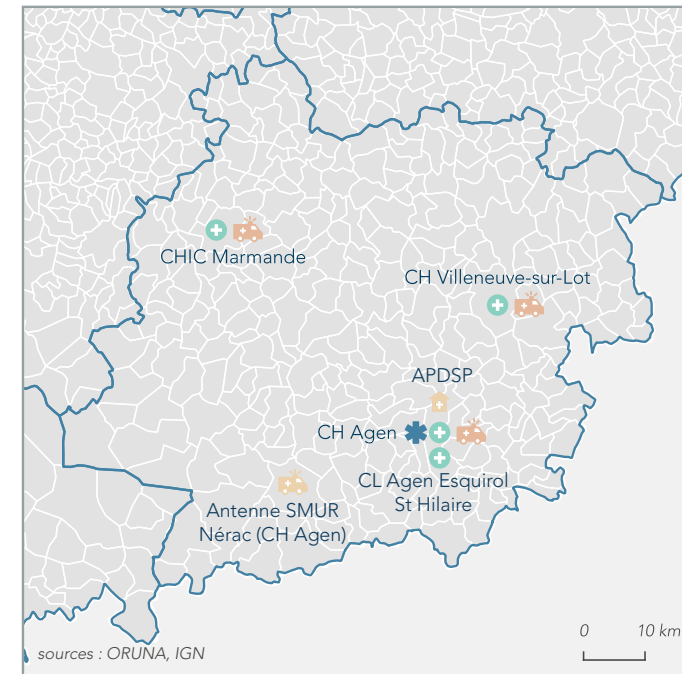 CHIC Marmande
CH Villeneuve-sur-Lot
APDSP
CH Agen
CL Agen Esquirol
St Hilaire
Antenne SMUR
Nérac (CH Agen)
0 10 km
sources : ORUNA, IGN